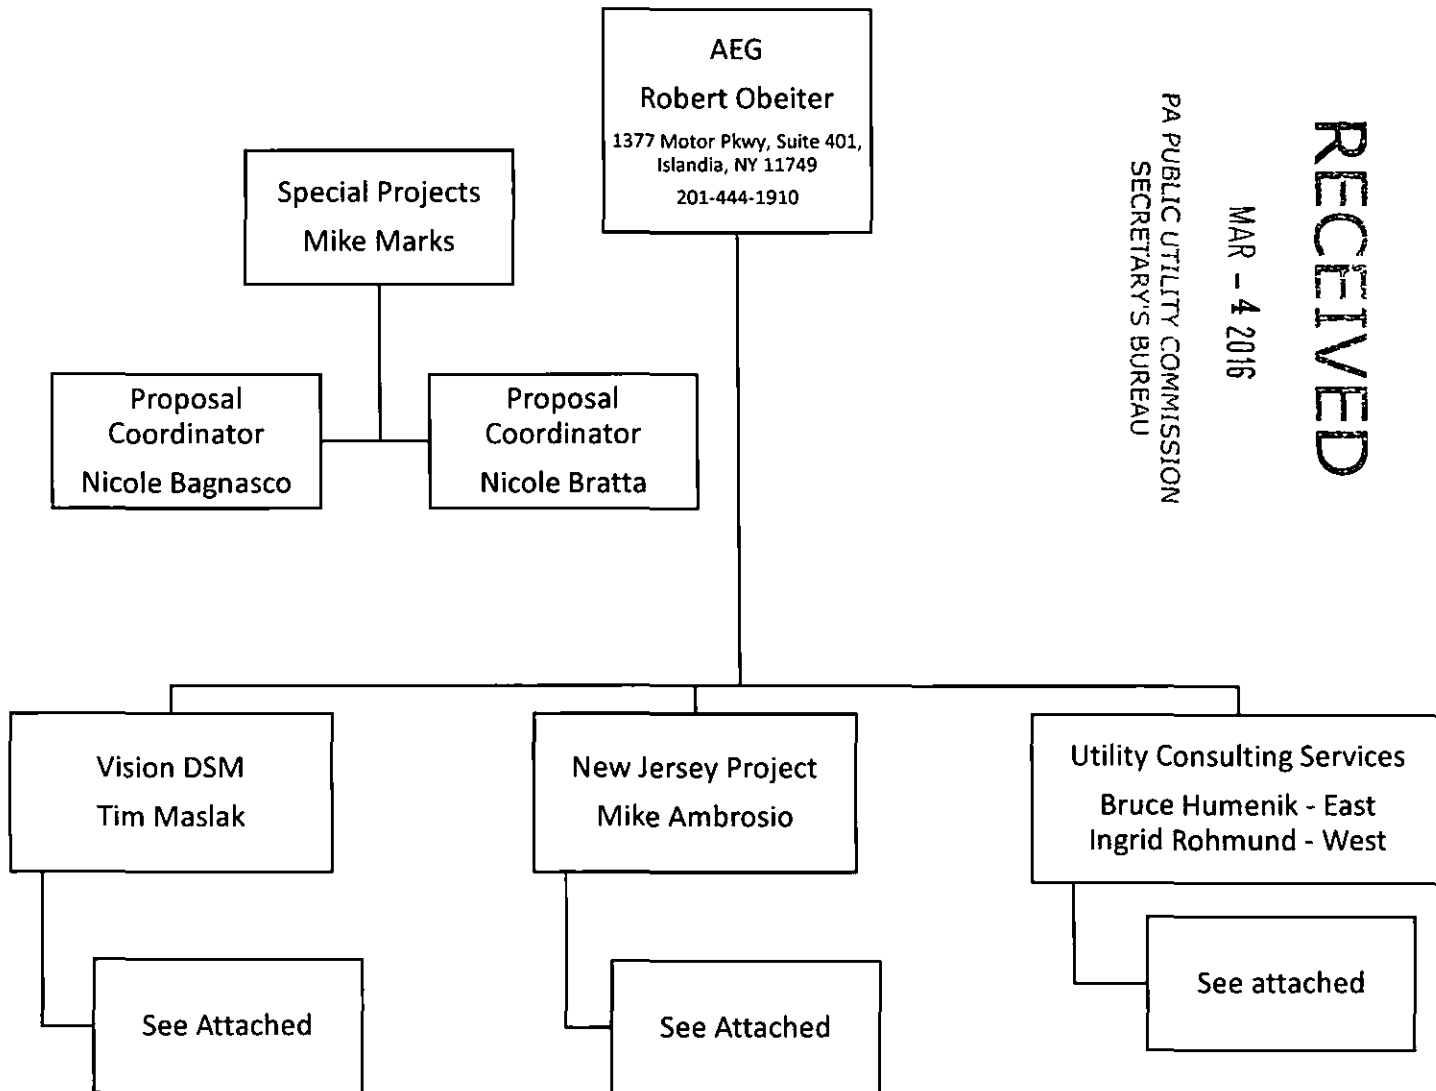 AEG
Robert Obeiter
1377 Motor Pkwy, Suite 401,
Islandia, NY 11749
201-444-1910
Special Projects
Mike Marks
Proposal
Coordinator
Nicole Bagnasco
Proposal
Coordinator
Nicole Bratta
RECEIVED
MAR - 4 2016
PA PUBLIC UTILITY COMMISSION
SECRETARY'S BUREAU
Vision DSM
Tim Maslak
New Jersey Project
Mike Ambrosio
Utility Consulting Services
Bruce Humenik - East
Ingrid Rohmund - West
See Attached
See Attached
See attached